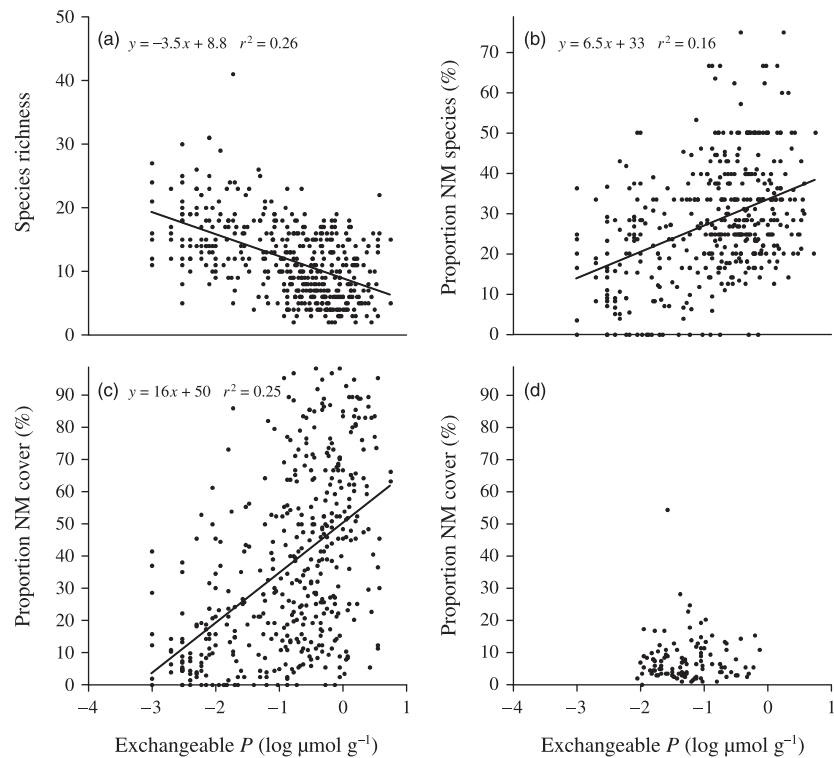 (a) y = −3.5x + 8.8 r² = 0.26
Species richness
50
40
30
20
10
0
(b) y = 6.5x + 33 r² = 0.16
Proportion NM species (%)
70
60
50
40
30
20
10
0
(c) y = 16x + 50 r² = 0.25
Proportion NM cover (%)
90
80
70
60
50
40
30
20
10
0
−4 −3 −2 −1 0 1
Exchangeable P (log μmol g⁻¹)
(d)
Proportion NM cover (%)
90
80
70
60
50
40
30
20
10
0
−4 −3 −2 −1 0 1
Exchangeable P (log μmol g⁻¹)